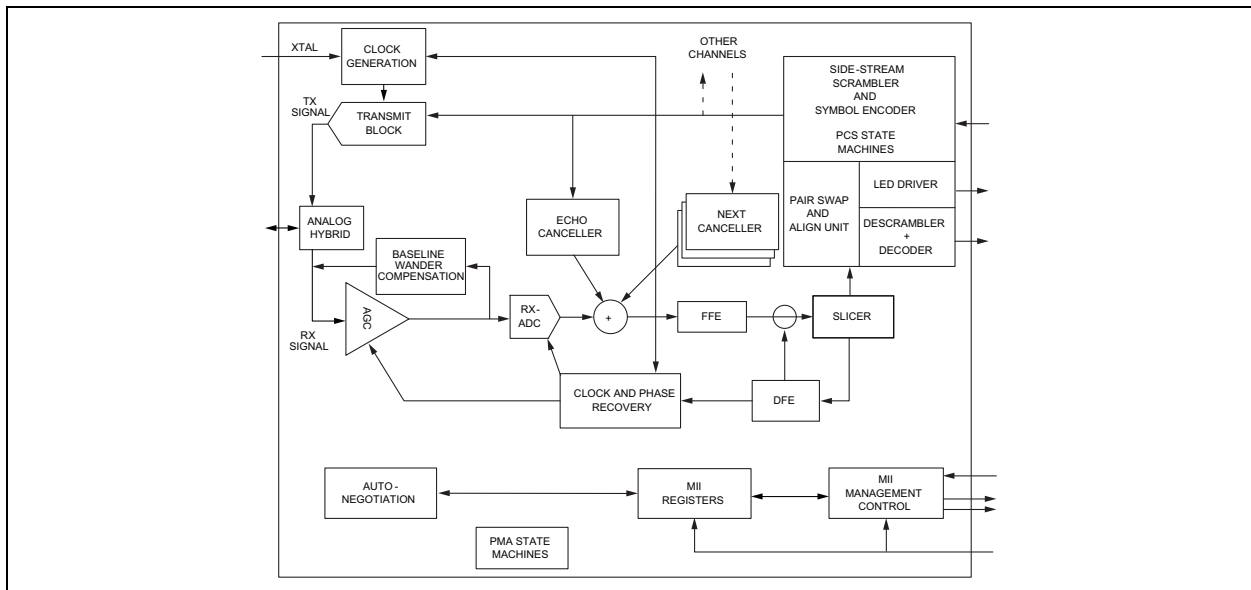 XTAL
CLOCK
GENERATION
OTHER
CHANNELS
SIDE-STREAM
SCRAMBLER
AND
SYMBOL ENCODER
PCS STATE
MACHINES
TX
SIGNAL
TRANSMIT
BLOCK
LED DRIVER
PAIR SWAP
AND
ALIGN UNIT
DESCRAMBLER
+
DECODER
ANALOG
HYBRID
ECHO
CANCELLER
NEXT
CANCELLER
BASELINE
WANDER
COMPENSATION
AGC
RX-
ADC
+
FFE
SLICER
RX
SIGNAL
CLOCK AND PHASE
RECOVERY
DFE
AUTO -
NEGOTIATION
MII
REGISTERS
MII
MANAGEMENT
CONTROL
PMA STATE
MACHINES